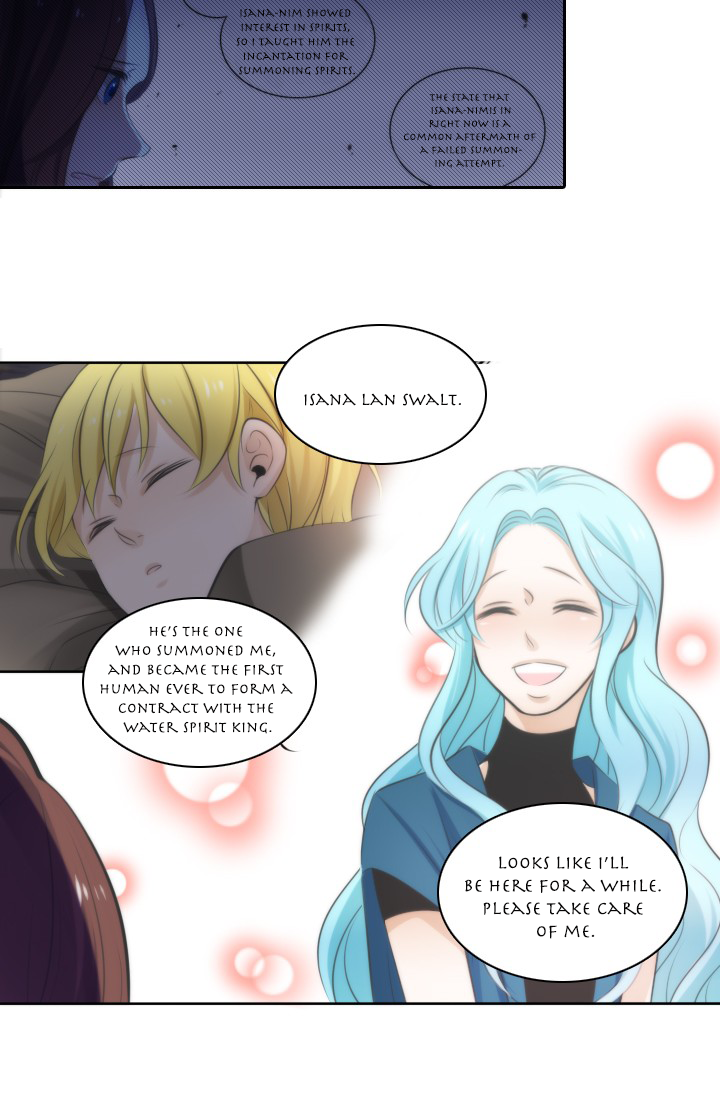 ISANA-NIM SHOWED
INTEREST IN SPIRITS,
SO I TAUGHT HIM THE
INCANTATION FOR
SUMMONING SPIRITS.
THE STATE THAT
ISANA-NIMIS IN
RIGHT NOW IS A
COMMON AFTERMATH OF
A FAILED SUMMON-
ING ATTEMPT.
ISANA LAN SWALT.
HE'S THE ONE
WHO SUMMONED ME,
AND BECAME THE FIRST
HUMAN EVER TO FORM A
CONTRACT WITH THE
WATER SPIRIT KING.
LOOKS LIKE I'LL
BE HERE FOR A WHILE.
PLEASE TAKE CARE
OF ME.